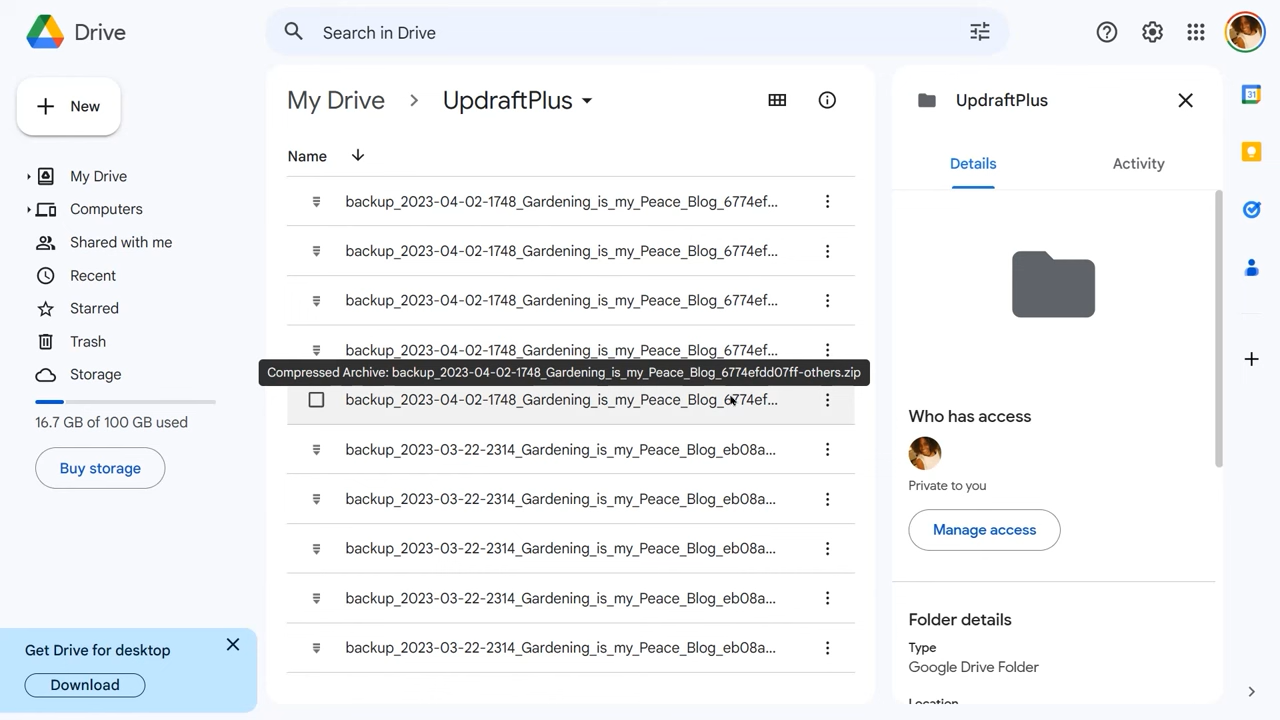 Drive
Search in Drive
New
My Drive
Computers
Shared with me
Recent
Starred
Trash
Storage
16.7 GB of 100 GB used
Buy storage
Get Drive for desktop
Download
My Drive
UpdraftPlus
Name
backup_2023-04-02-1748_Gardening_is_my_Peace_Blog_6774ef...
backup_2023-04-02-1748_Gardening_is_my_Peace_Blog_6774ef...
backup_2023-04-02-1748_Gardening_is_my_Peace_Blog_6774ef...
backup_2023-04-02-1748_Gardening_is_my_Peace_Blog_6774ef...
Compressed Archive: backup_2023-04-02-1748_Gardening_is_my_Peace_Blog_6774efdd07ff-others.zip
backup_2023-04-02-1748_Gardening_is_my_Peace_Blog_6774ef...
backup_2023-03-22-2314_Gardening_is_my_Peace_Blog_eb08a...
backup_2023-03-22-2314_Gardening_is_my_Peace_Blog_eb08a...
backup_2023-03-22-2314_Gardening_is_my_Peace_Blog_eb08a...
backup_2023-03-22-2314_Gardening_is_my_Peace_Blog_eb08a...
backup_2023-03-22-2314_Gardening_is_my_Peace_Blog_eb08a...
UpdraftPlus
Details
Activity
Who has access
Private to you
Manage access
Folder details
Type
Google Drive Folder
Location
31